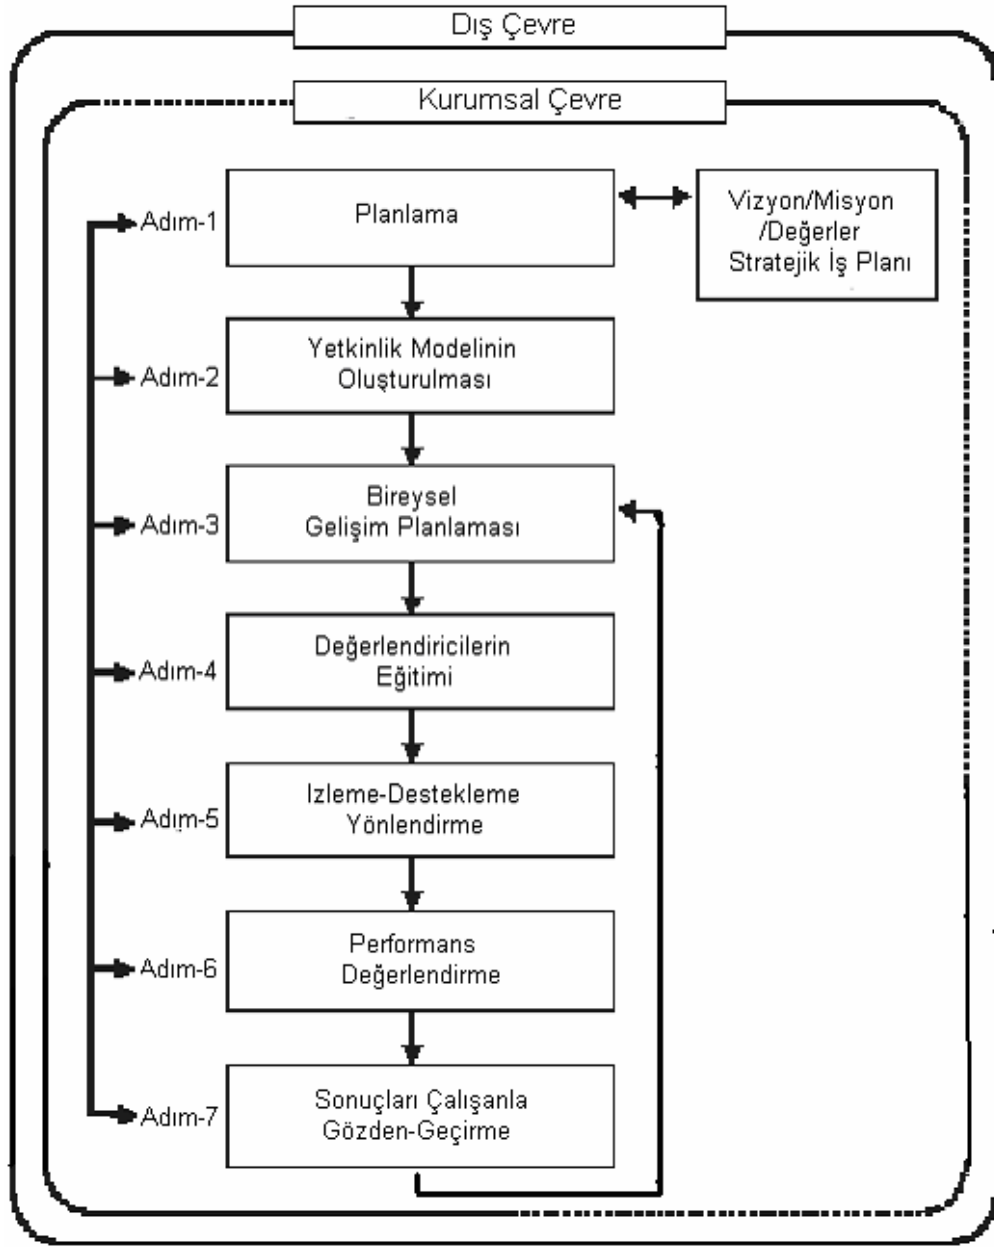 Dış Çevre
Kurumsal Çevre
Adım-1
Planlama
Vizyon/Misyon
/Değerler
Stratejik İş Planı
Adım-2
Yetkinlik Modelinin
Oluşturulması
Adım-3
Bireysel
Gelişim Planlaması
Adım-4
Değerlendiricilerin
Eğitimi
Adım-5
Izleme-Destekleme
Yönlendirme
Adım-6
Performans
Değerlendirme
Adım-7
Sonuçları Çalışanla
Gözden-Geçirme